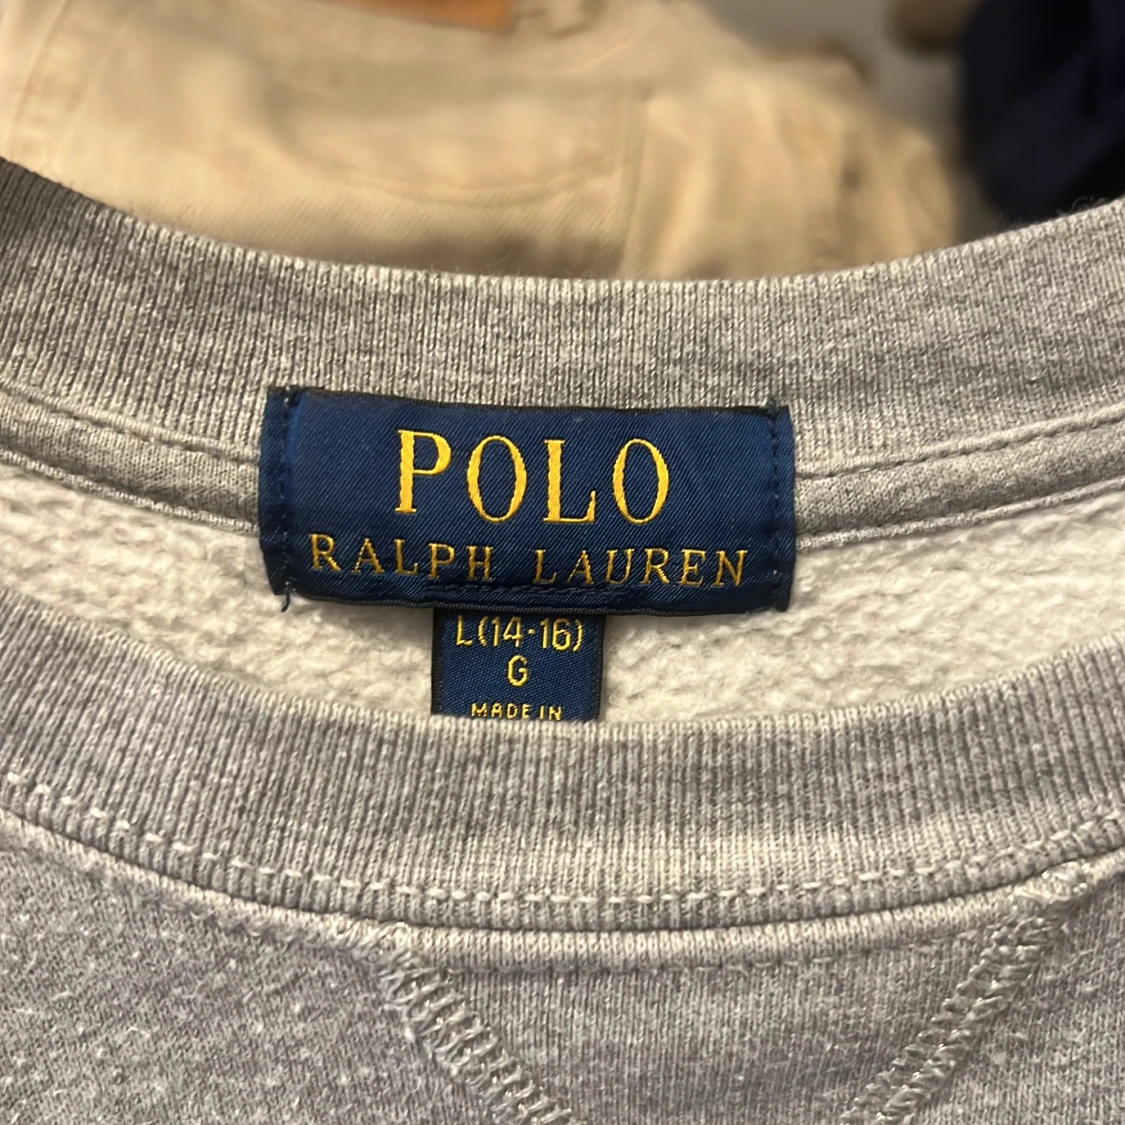 POLO
RALPH LAUREN
L(14-16)
G
MADE IN